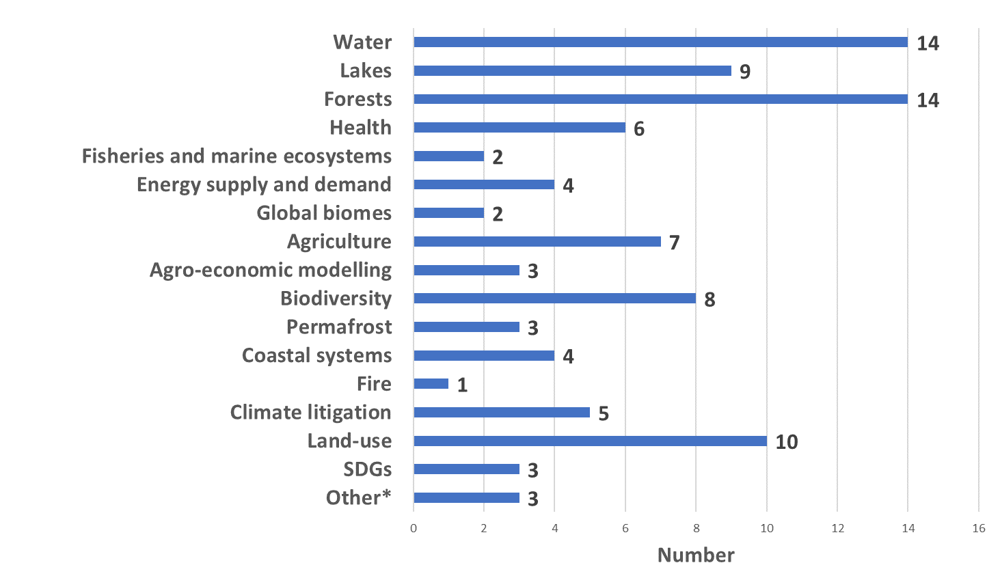 Water 14
Lakes 9
Forests 14
Health 6
Fisheries and marine ecosystems 2
Energy supply and demand 4
Global biomes 2
Agriculture 7
Agro-economic modelling 3
Biodiversity 8
Permafrost 3
Coastal systems 4
Fire 1
Climate litigation 5
Land-use 10
SDGs 3
Other* 3
0 2 4 6 8 10 12 14 16
Number